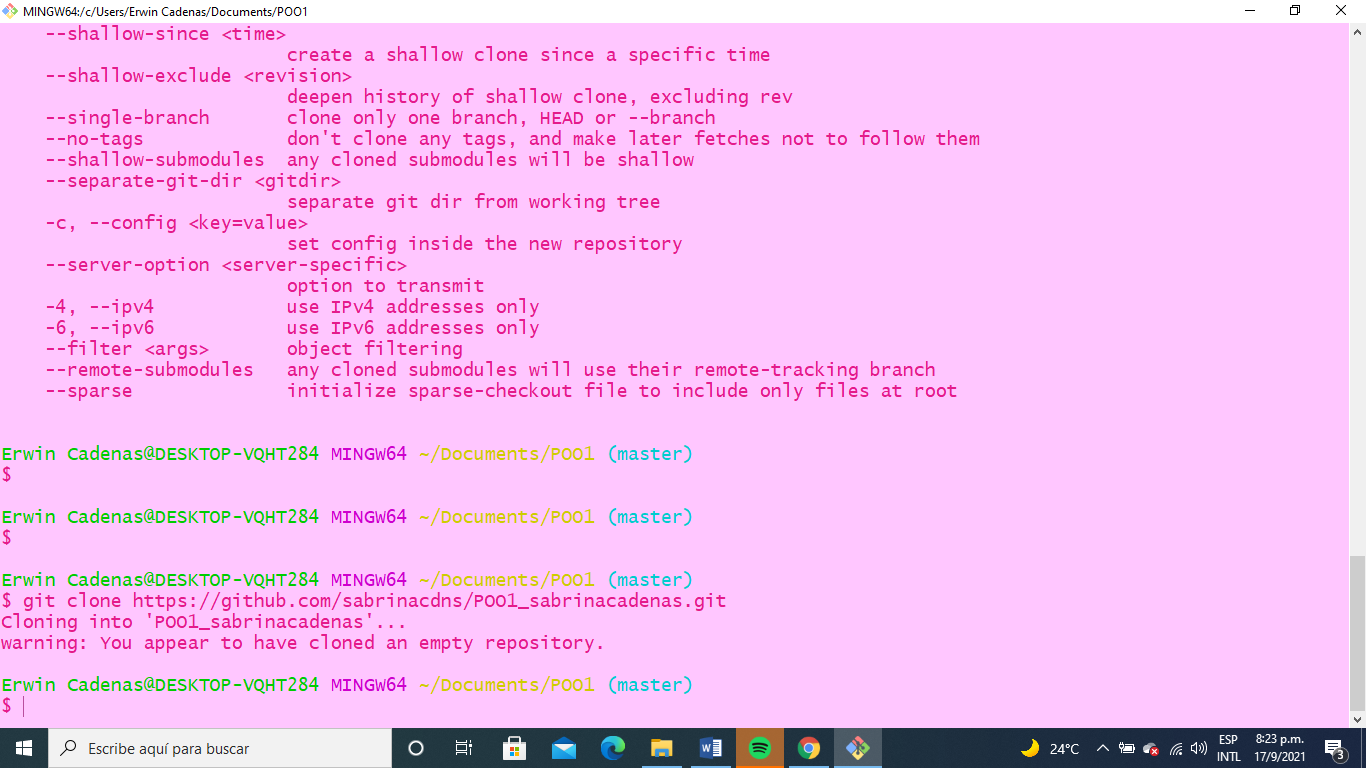 MINGW64:/c/Users/Erwin Cadenas/Documents/POO1
--shallow-since <time>
create a shallow clone since a specific time
--shallow-exclude <revision>
deepen history of shallow clone, excluding rev
--single-branch clone only one branch, HEAD or --branch
--no-tags don't clone any tags, and make later fetches not to follow them
--shallow-submodules any cloned submodules will be shallow
--separate-git-dir <gitdir>
separate git dir from working tree
-c, --config <key=value>
set config inside the new repository
--server-option <server-specific>
option to transmit
-4, --ipv4 use IPv4 addresses only
-6, --ipv6 use IPv6 addresses only
--filter <args> object filtering
--remote-submodules any cloned submodules will use their remote-tracking branch
--sparse initialize sparse-checkout file to include only files at root
Erwin Cadenas@DESKTOP-VQHT284 MINGW64 ~/Documents/POO1 (master)
$
Erwin Cadenas@DESKTOP-VQHT284 MINGW64 ~/Documents/POO1 (master)
$
Erwin Cadenas@DESKTOP-VQHT284 MINGW64 ~/Documents/POO1 (master)
$ git clone https://github.com/sabrinacdns/POO1_sabrinacadenas.git
Cloning into 'POO1_sabrinacadenas'...
warning: You appear to have cloned an empty repository.
Erwin Cadenas@DESKTOP-VQHT284 MINGW64 ~/Documents/POO1 (master)
$
Escribe aquí para buscar
24°C
ESP
INTL
8:23 p.m.
17/9/2021
3